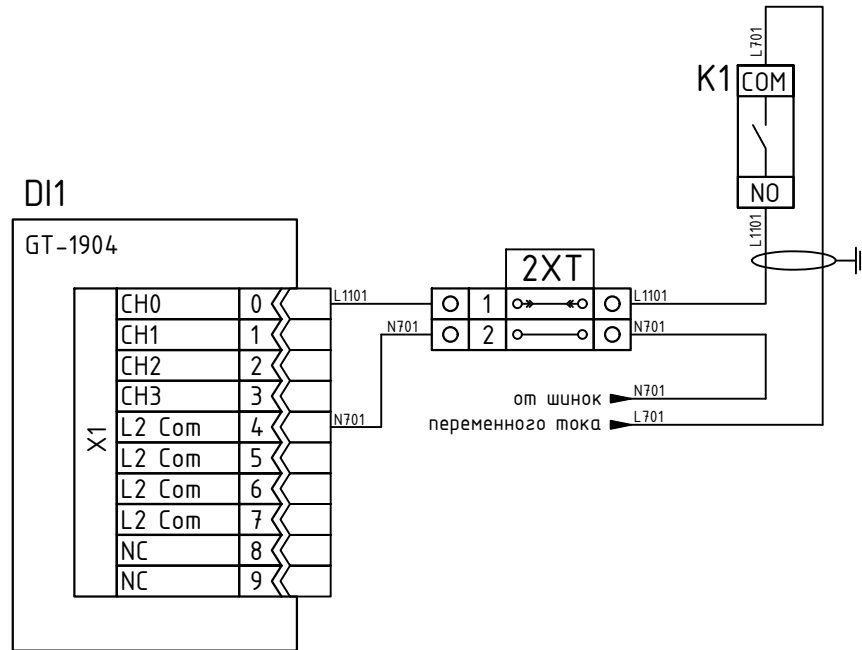 L701
K1
COM
NO
L1101
DI1
GT-1904
2XT
X1
CH0 0 L1101
CH1 1
CH2 2
CH3 3
L2 Com 4 N701
L2 Com 5
L2 Com 6
L2 Com 7
NC 8
NC 9
1 L1101
N701 2 N701
от шинок N701
переменного тока L701